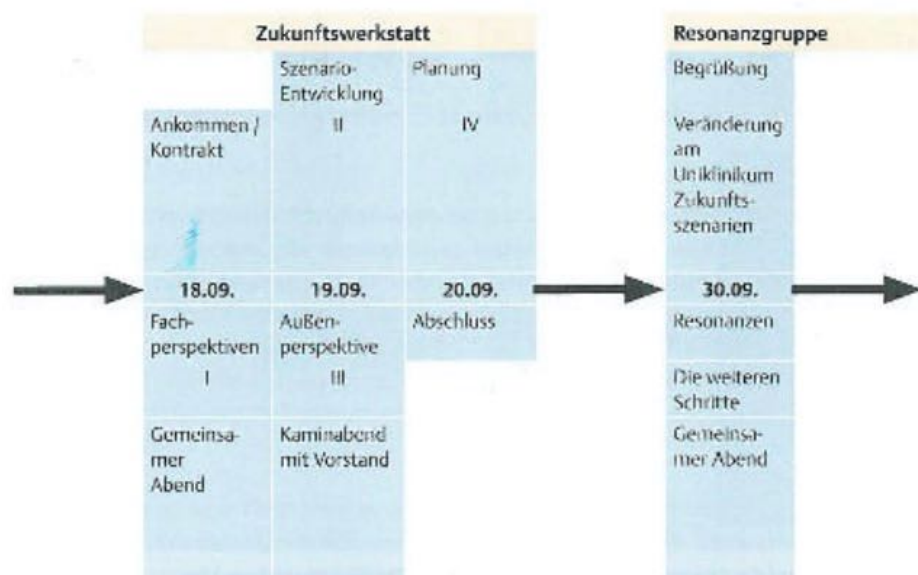 Zukunftswerkstatt
Resonanzgruppe
Ankommen /
Kontrakt
Szenario-
Entwicklung
II
Planung
IV
Begrüßung
Veränderung
am
Uniklinikum
Zukunfts-
szenarien
18.09.
19.09.
20.09.
30.09.
Fach-
perspektiven
I
Außen-
perspektive
III
Abschluss
Resonanzen
Die weiteren
Schritte
Gemeinsa-
mer
Abend
Kaminabend
mit Vorstand
Gemeinsa-
mer Abend